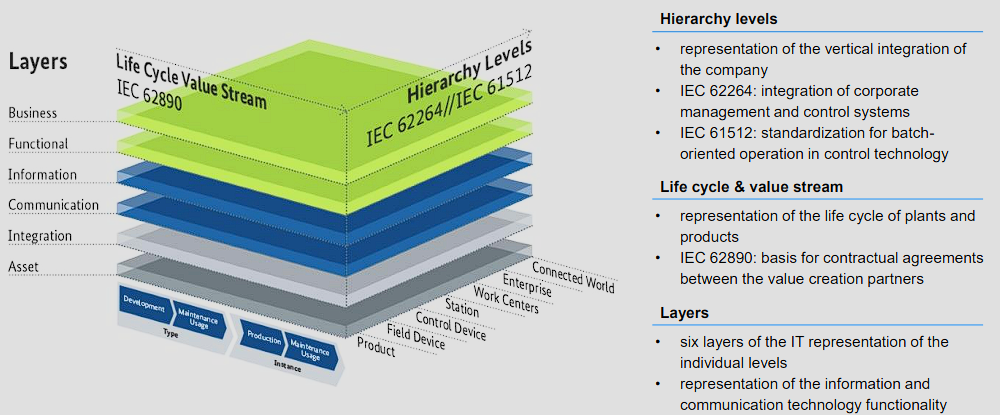 Layers
Business
Functional
Information
Communication
Integration
Asset
Life Cycle Value Stream
IEC 62890
Hierarchy Levels
IEC 62264//IEC 61512
Development
Maintenance
Usage
Type
Production
Maintenance
Usage
Instance
Connected World
Enterprise
Work Centers
Station
Control Device
Field Device
Product
Hierarchy levels
• representation of the vertical integration of
the company
• IEC 62264: integration of corporate
management and control systems
• IEC 61512: standardization for batch-
oriented operation in control technology
Life cycle & value stream
• representation of the life cycle of plants and
products
• IEC 62890: basis for contractual agreements
between the value creation partners
Layers
• six layers of the IT representation of the
individual levels
• representation of the information and
communication technology functionality